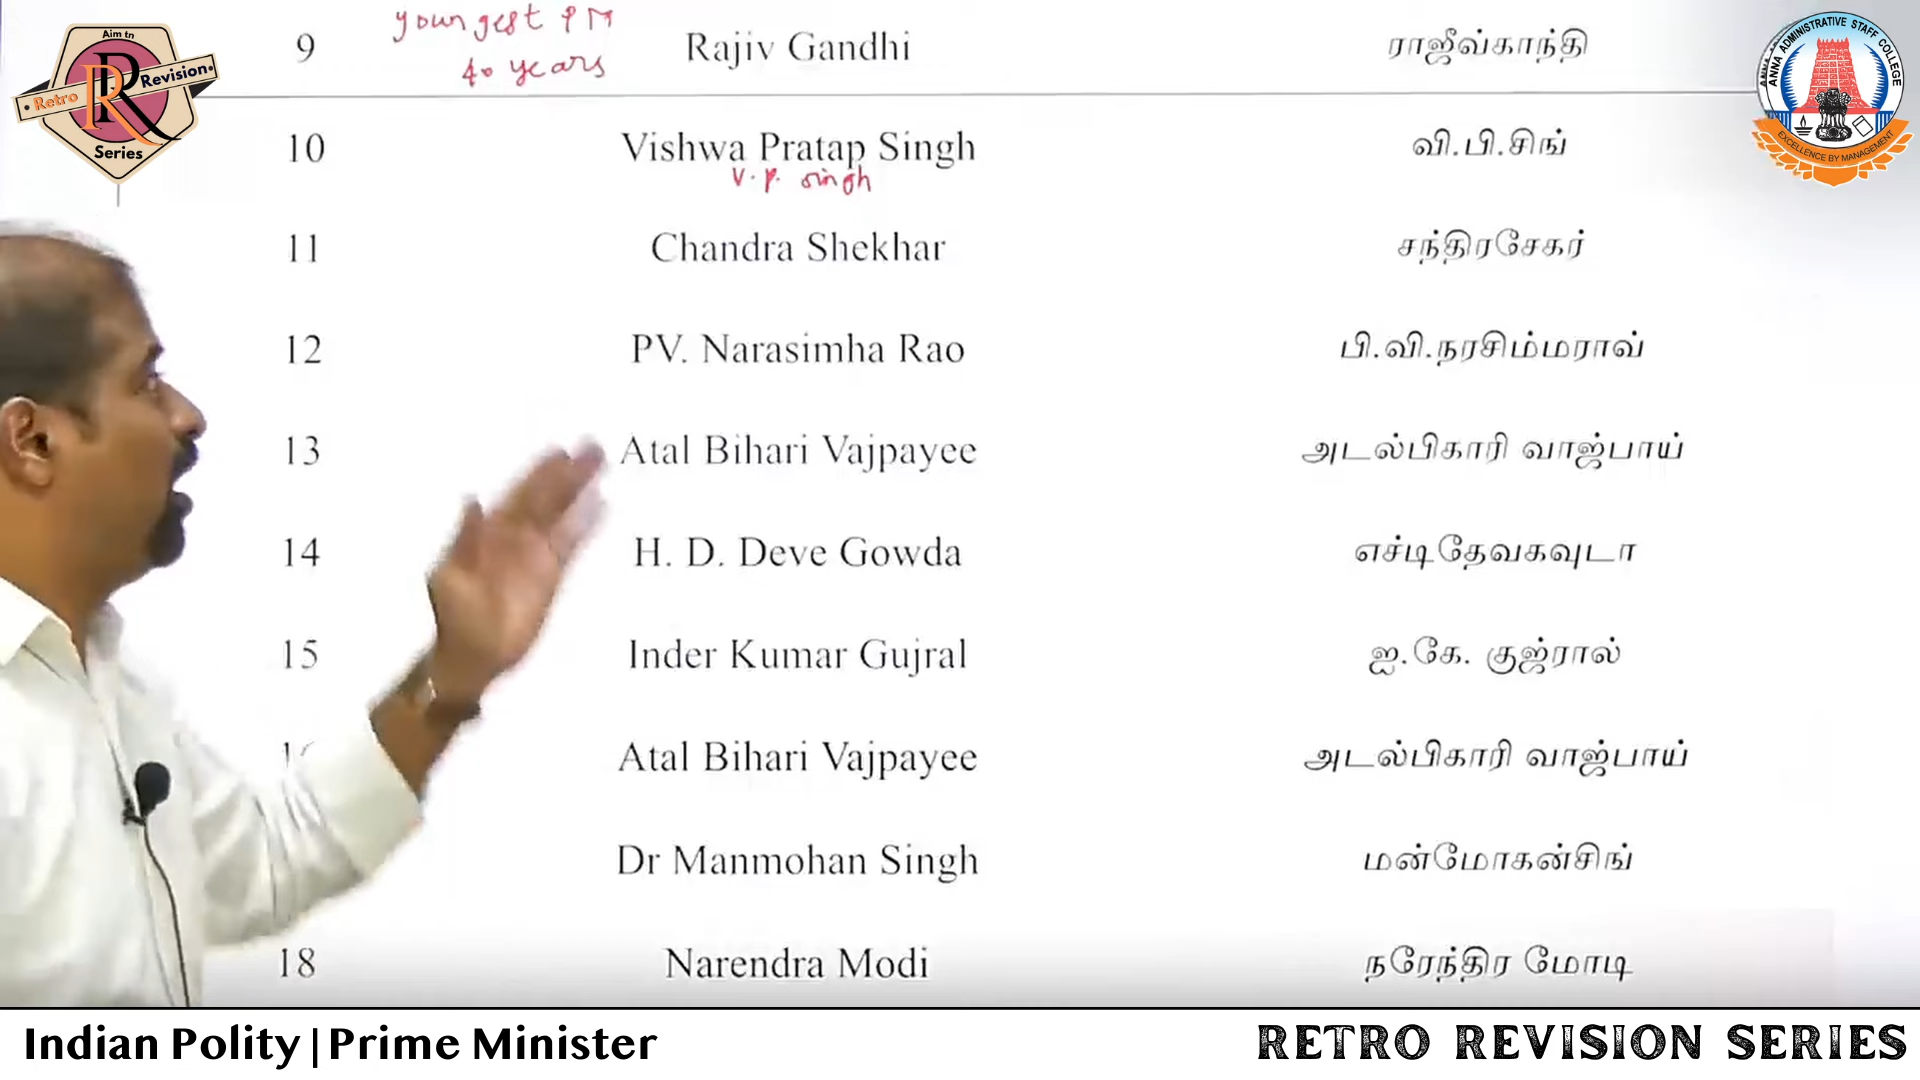 Aim tn
Retro Revision
RR
Series
youngest PM
40 years
9 Rajiv Gandhi ராஜீவ்காந்தி
10 Vishwa Pratap Singh வி.பி.சிங்
V.P. Singh
11 Chandra Shekhar சந்திரசேகர்
12 PV. Narasimha Rao பி.வி.நரசிம்மராவ்
13 Atal Bihari Vajpayee அடல்பிகாரி வாஜ்பாய்
14 H. D. Deve Gowda எச்டிதேவகவுடா
15 Inder Kumar Gujral ஐ.கே. குஜ்ரால்
Atal Bihari Vajpayee அடல்பிகாரி வாஜ்பாய்
Dr Manmohan Singh மன்மோகன்சிங்
18 Narendra Modi நரேந்திர மோடி
ANNA ADMINISTRATIVE STAFF COLLEGE
EXCELLENCE BY MANAGEMENT
Indian Polity|Prime Minister
RETRO REVISION SERIES